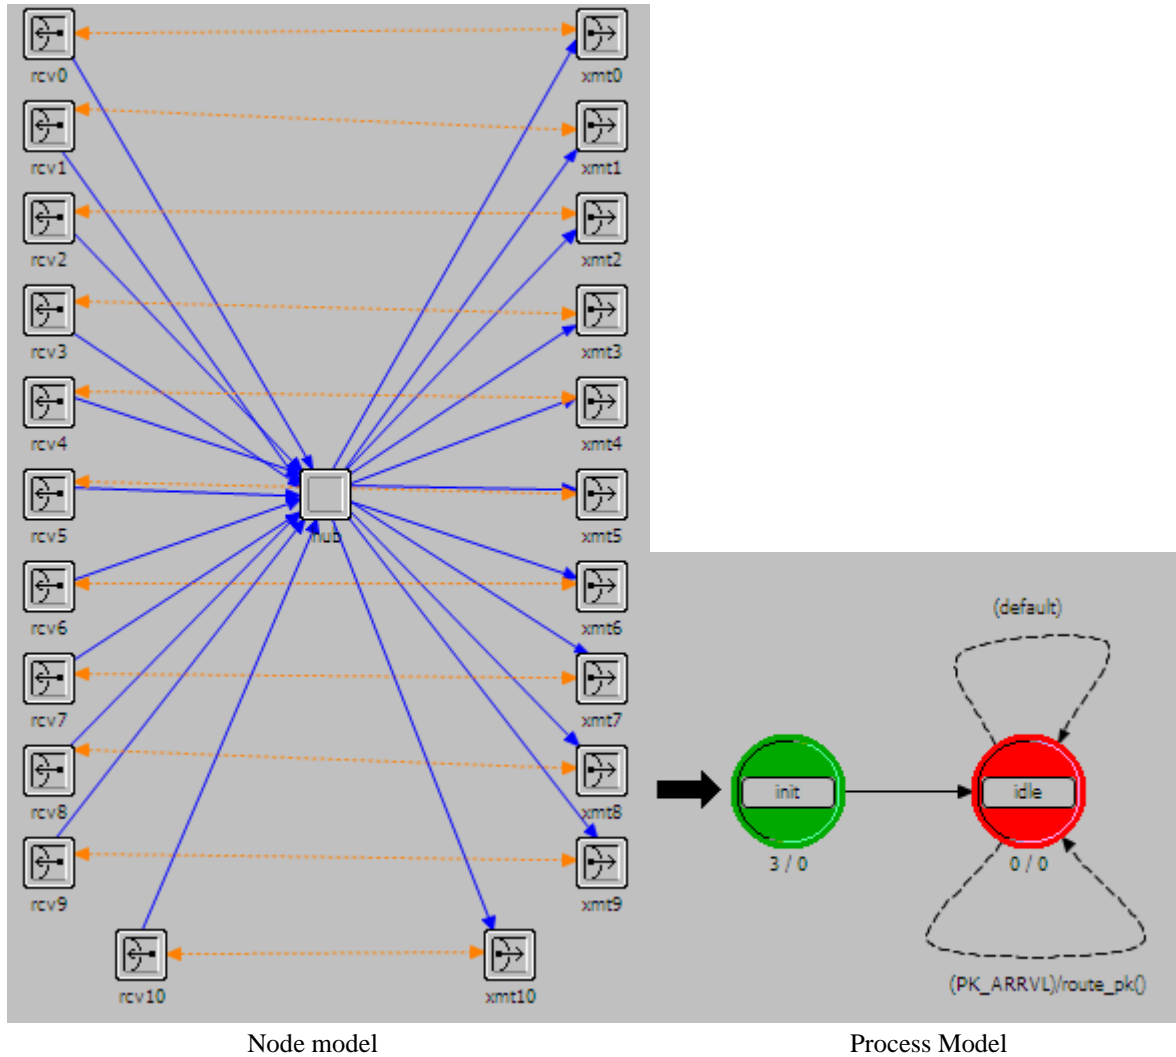 rcv0
xmt0
rcv1
xmt1
rcv2
xmt2
rcv3
xmt3
rcv4
xmt4
hub
rcv5
xmt5
rcv6
xmt6
rcv7
xmt7
rcv8
xmt8
rcv9
xmt9
rcv10
xmt10
(default)
init
idle
3 / 0
0 / 0
(PK_ARRVL)/route_pk()
Node model
Process Model